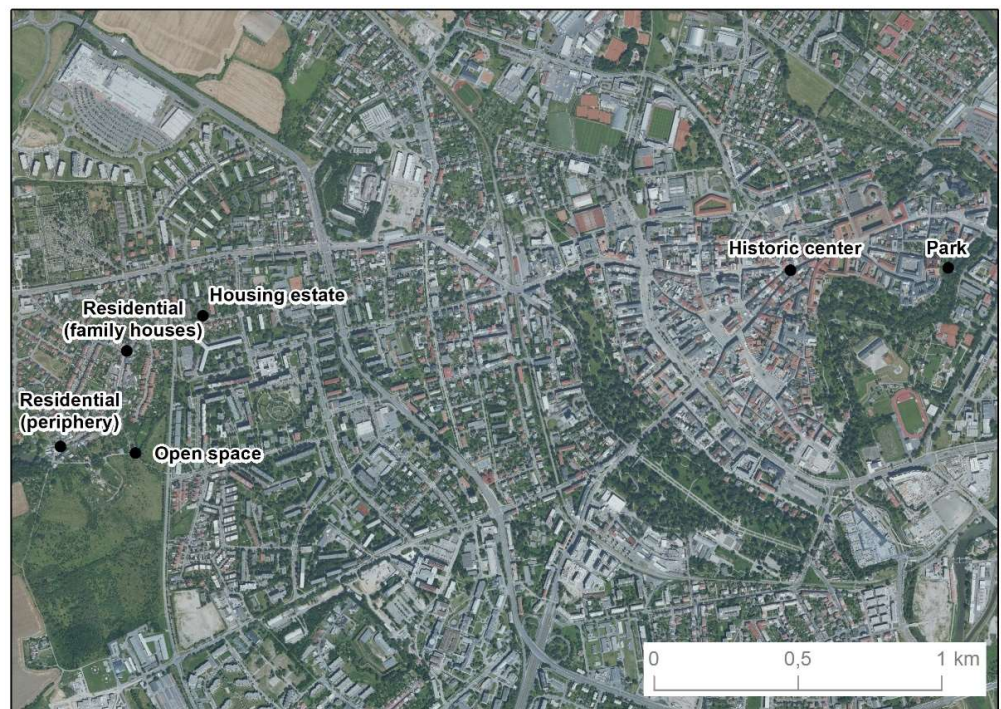 Historic center
Park
Housing estate
Residential
(family houses)
Residential
(periphery)
Open space
0 0,5 1 km